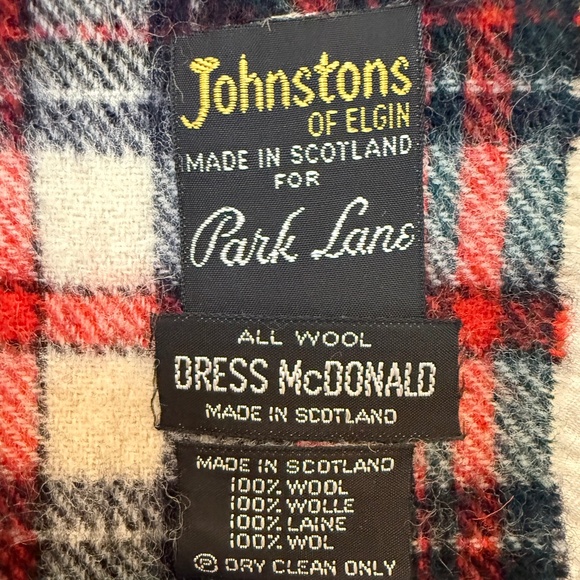 Johnstons
OF ELGIN
MADE IN SCOTLAND
FOR
Park Lane
ALL WOOL
DRESS McDONALD
MADE IN SCOTLAND
MADE IN SCOTLAND
100% WOOL
100% WOLLE
100% LAINE
100% WOL
Ⓟ DRY CLEAN ONLY